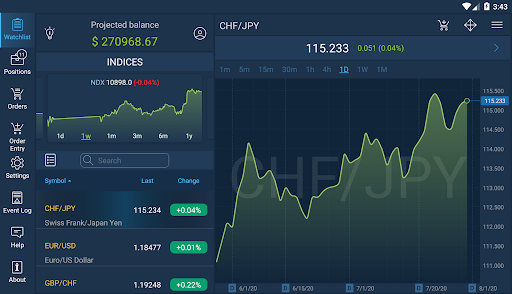 3:43
Watchlist
11
Positions
Orders
Order
Entry
Settings
Event Log
Help
About
Projected balance
$ 270968.67
INDICES
NDX 10898.0 (-0.04%)
1d 1w 1m 3m 6m 1y
Search
Symbol Last Change
CHF/JPY 115.234 +0.04%
Swiss Frank/Japan Yen
EUR/USD 1.18477 +0.01%
Euro/US Dollar
GBP/CHF 1.19248 +0.22%
CHF/JPY
115.233 0.051 (0.04%)
1m 5m 15m 30m 1h 4h 1D 1W 1M
CHF/JPY
115.500
115.233
115.000
114.500
114.000
113.500
113.000
112.500
112.000
111.500
111.000
D 6/1/20 D 6/15/20 D 7/1/20 D 7/20/20 D 8/1/20